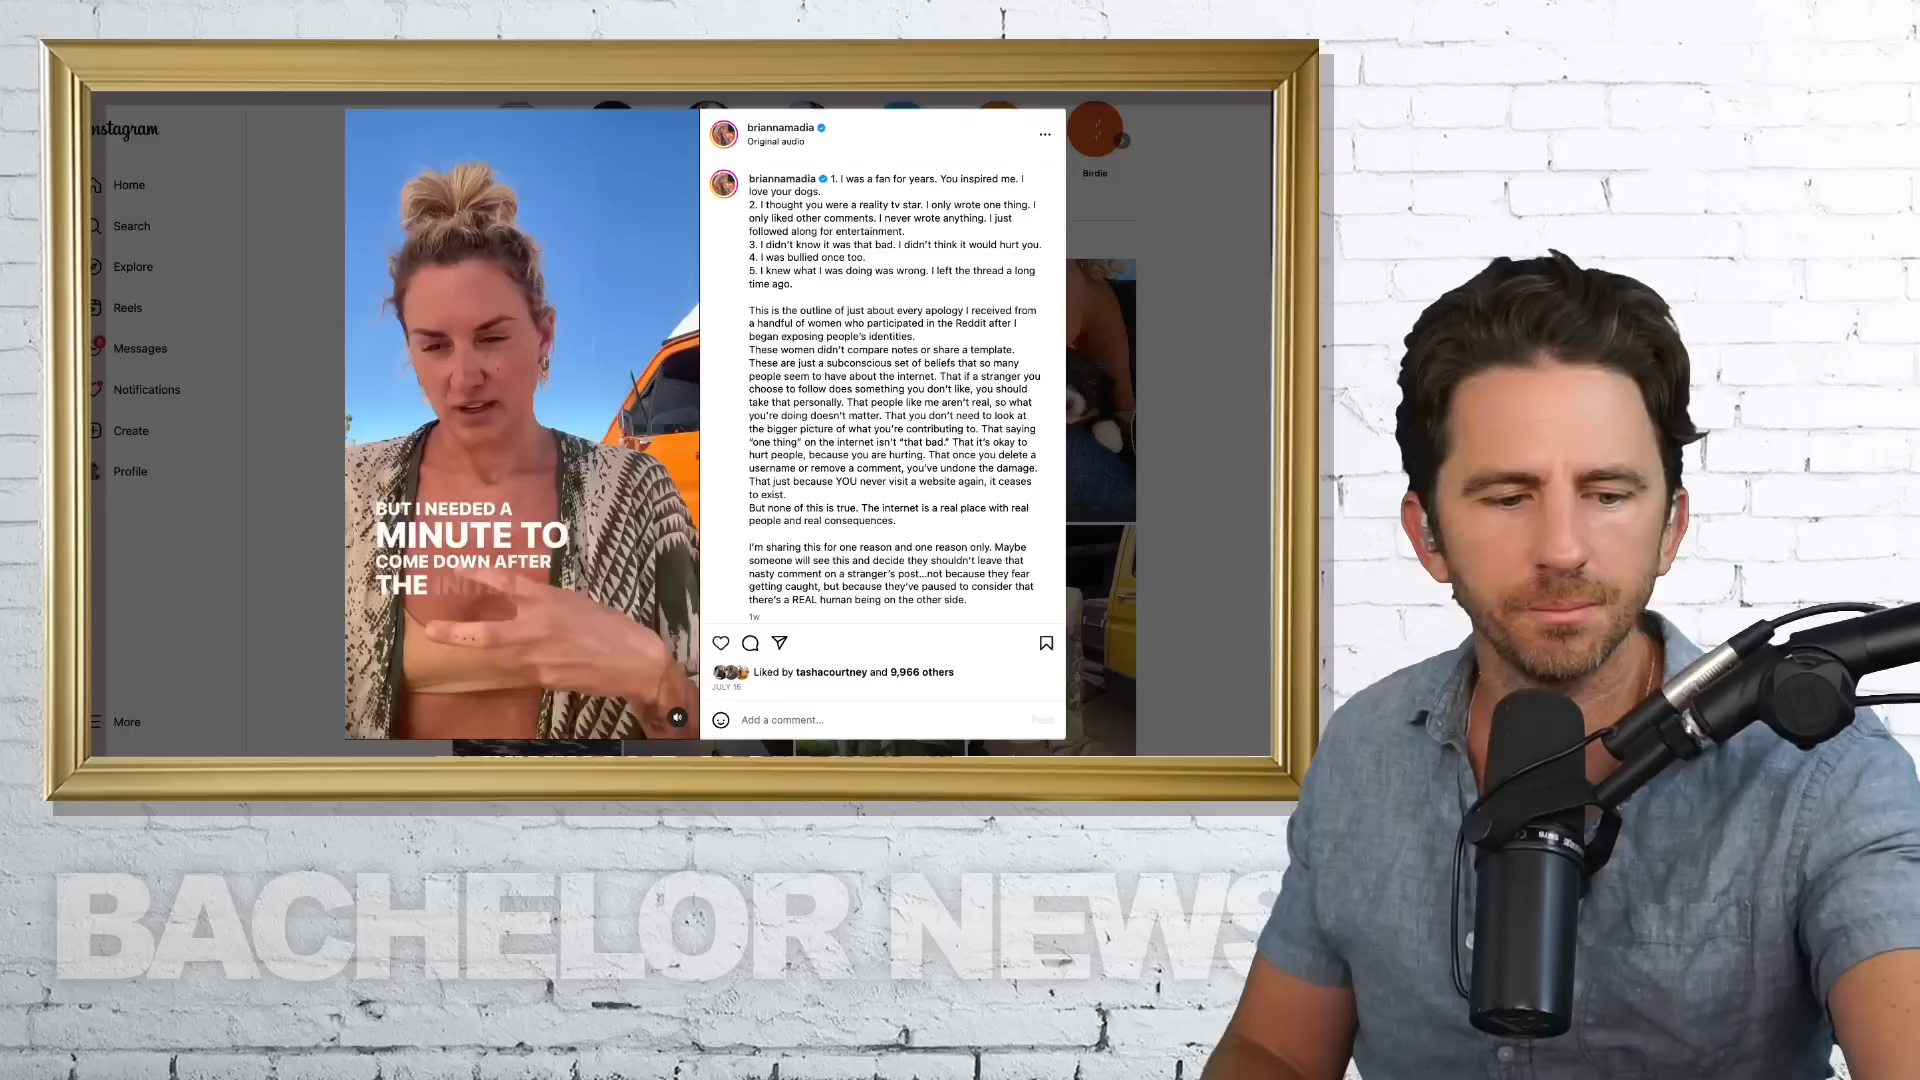 nstagram
Home
Search
Explore
Reels
Messages
Notifications
Create
Profile
More
BUT I NEEDED A
MINUTE TO
COME DOWN AFTER
THE INITIAL
briannamadia
Original audio
briannamadia 1. I was a fan for years. You inspired me. I
love your dogs.
2. I thought you were a reality tv star. I only wrote one thing. I
only liked other comments. I never wrote anything. I just
followed along for entertainment.
3. I didn't know it was that bad. I didn't think it would hurt you.
4. I was bullied once too.
5. I knew what I was doing was wrong. I left the thread a long
time ago.
This is the outline of just about every apology I received from
a handful of women who participated in the Reddit after I
began exposing people's identities.
These women didn't compare notes or share a template.
These are just a subconscious set of beliefs that so many
people seem to have about the internet. That if a stranger you
choose to follow does something you don't like, you should
take that personally. That people like me aren't real, so what
you're doing doesn't matter. That you don't need to look at
the bigger picture of what you're contributing to. That saying
"one thing" on the internet isn't "that bad." That it's okay to
hurt people, because you are hurting. That once you delete a
username or remove a comment, you've undone the damage.
That just because YOU never visit a website again, it ceases
to exist.
But none of this is true. The internet is a real place with real
people and real consequences.
I'm sharing this for one reason and one reason only. Maybe
someone will see this and decide they shouldn't leave that
nasty comment on a stranger's post...not because they fear
getting caught, but because they've paused to consider that
there's a REAL human being on the other side.
1w
Liked by tashacourtney and 9,966 others
JULY 15
Add a comment...
Post
Birdie
BACHELOR NEWS